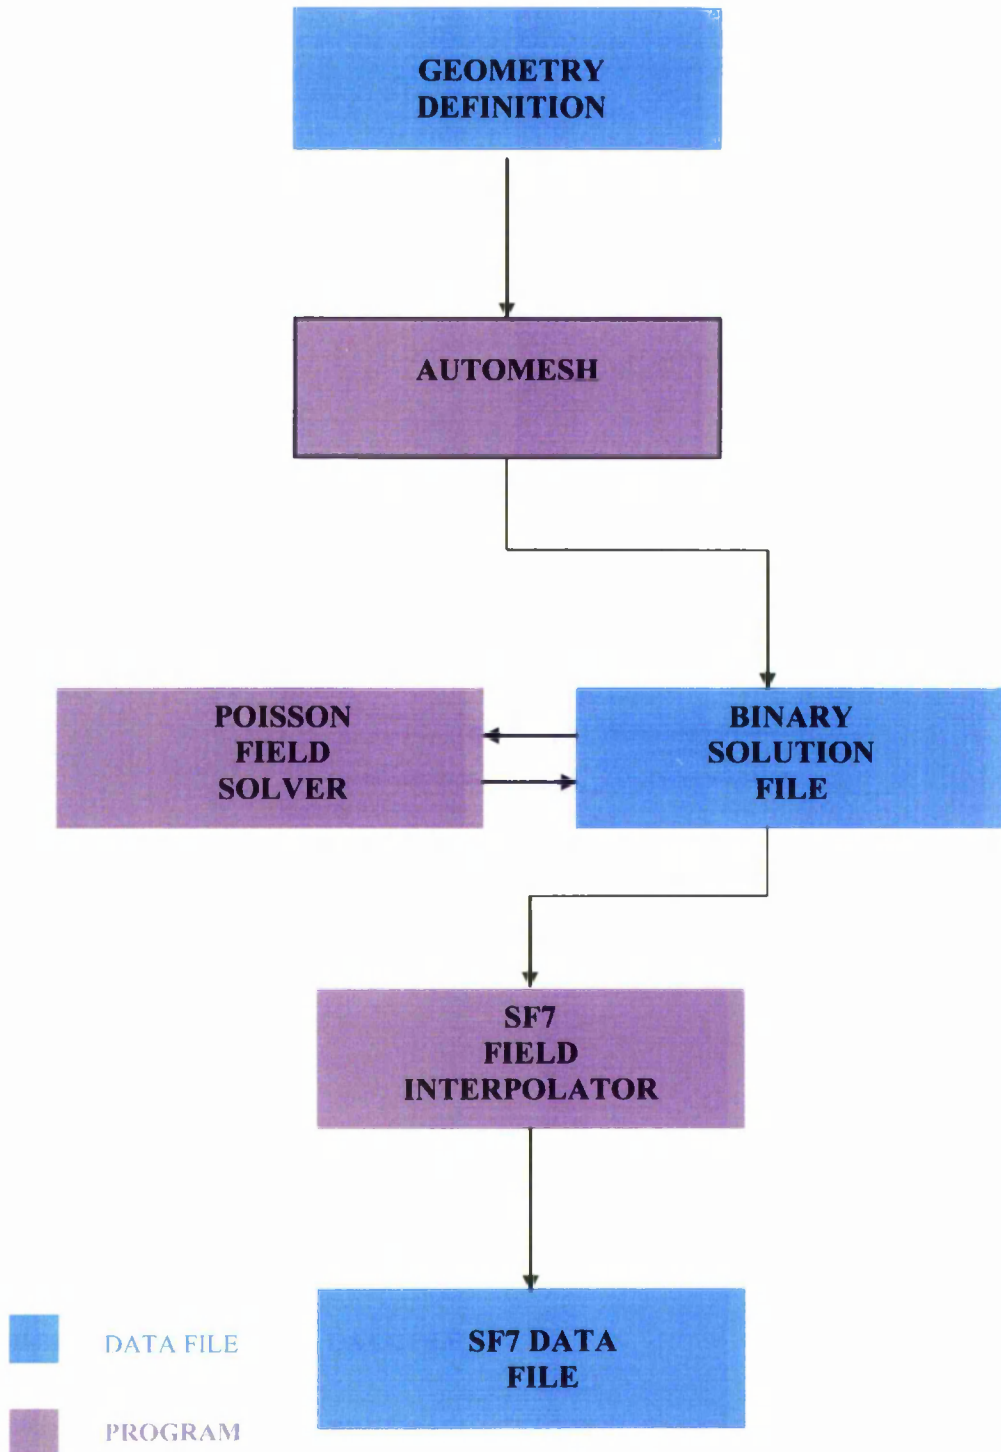 GEOMETRY
DEFINITION
AUTOMESH
POISSON
FIELD
SOLVER
BINARY
SOLUTION
FILE
SF7
FIELD
INTERPOLATOR
SF7 DATA
FILE
DATA FILE
PROGRAM